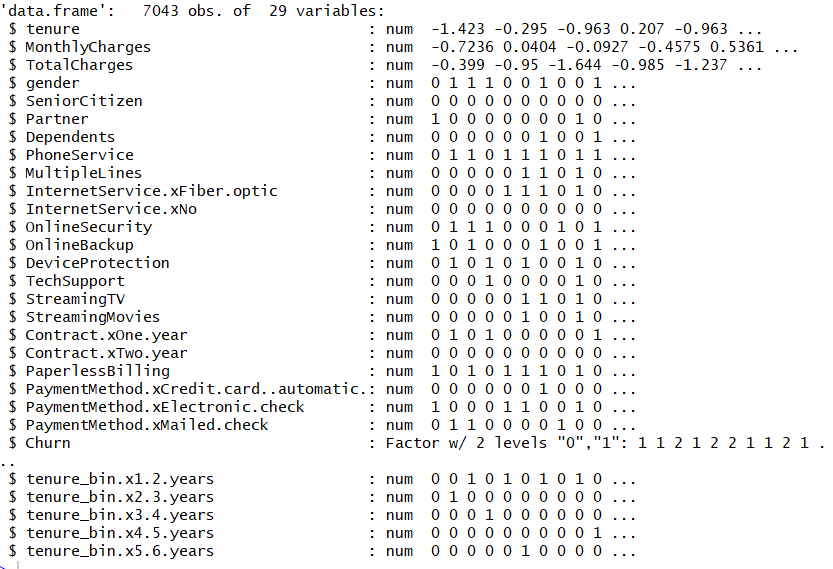 'data.frame':   7043 obs. of  29 variables:
 $ tenure                                : num  -1.423 -0.295 -0.963 0.207 -0.963 ...
 $ MonthlyCharges                        : num  -0.7236 0.0404 -0.0927 -0.4575 0.5361 ...
 $ TotalCharges                          : num  -0.399 -0.95 -1.644 -0.985 -1.237 ...
 $ gender                                : num  0 1 1 1 0 0 1 0 0 1 ...
 $ SeniorCitizen                         : num  0 0 0 0 0 0 0 0 0 0 ...
 $ Partner                               : num  1 0 0 0 0 0 0 0 1 0 ...
 $ Dependents                            : num  0 0 0 0 0 0 1 0 0 1 ...
 $ PhoneService                          : num  0 1 1 0 1 1 1 0 1 1 ...
 $ MultipleLines                         : num  0 0 0 0 0 1 1 0 1 0 ...
 $ InternetService.xFiber.optic          : num  0 0 0 0 1 1 1 0 1 0 ...
 $ InternetService.xNo                   : num  0 0 0 0 0 0 0 0 0 0 ...
 $ OnlineSecurity                        : num  0 1 1 1 0 0 0 1 0 1 ...
 $ OnlineBackup                          : num  1 0 1 0 0 0 1 0 0 1 ...
 $ DeviceProtection                      : num  0 1 0 1 0 1 0 0 1 0 ...
 $ TechSupport                           : num  0 0 0 1 0 0 0 0 1 0 ...
 $ StreamingTV                           : num  0 0 0 0 0 1 1 0 1 0 ...
 $ StreamingMovies                       : num  0 0 0 0 0 1 0 0 1 0 ...
 $ Contract.xOne.year                    : num  0 1 0 1 0 0 0 0 0 1 ...
 $ Contract.xTwo.year                    : num  0 0 0 0 0 0 0 0 0 0 ...
 $ PaperlessBilling                      : num  1 0 1 0 1 1 1 0 1 0 ...
 $ PaymentMethod.xCredit.card..automatic.: num  0 0 0 0 0 0 1 0 0 0 ...
 $ PaymentMethod.xElectronic.check       : num  1 0 0 0 1 1 0 0 1 0 ...
 $ PaymentMethod.xMailed.check           : num  0 1 1 0 0 0 0 1 0 0 ...
 $ Churn                                 : Factor w/ 2 levels "0","1": 1 1 2 1 2 2 1 1 2 1 .
..
 $ tenure_bin.x1.2.years                 : num  0 0 1 0 1 0 1 0 1 0 ...
 $ tenure_bin.x2.3.years                 : num  0 1 0 0 0 0 0 0 0 0 ...
 $ tenure_bin.x3.4.years                 : num  0 0 0 1 0 0 0 0 0 0 ...
 $ tenure_bin.x4.5.years                 : num  0 0 0 0 0 0 0 0 0 1 ...
 $ tenure_bin.x5.6.years                 : num  0 0 0 0 0 1 0 0 0 0 ...
>